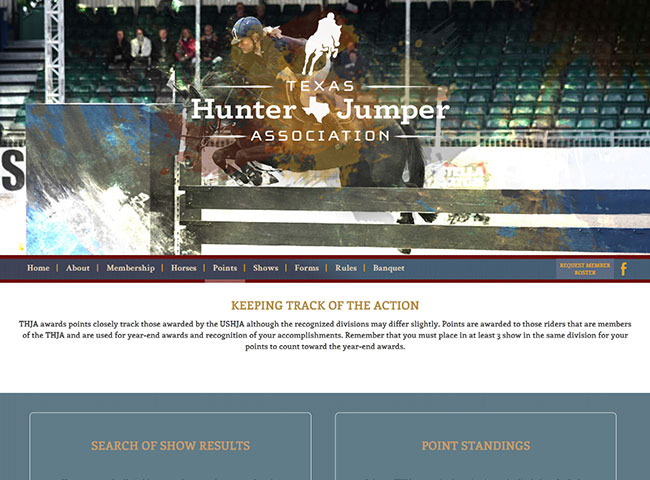 TEXAS
Hunter Jumper
ASSOCIATION
S
Home | About | Membership | Horses | Points | Shows | Forms | Rules | Banquet
REQUEST MEMBER
ROSTER
f
KEEPING TRACK OF THE ACTION
THJA awards points closely track those awarded by the USHJA although the recognized divisions may differ slightly. Points are awarded to those riders that are members
of the THJA and are used for year-end awards and recognition of your accomplishments. Remember that you must place in at least 3 show in the same division for your
points to count toward the year-end awards.
SEARCH OF SHOW RESULTS
POINT STANDINGS